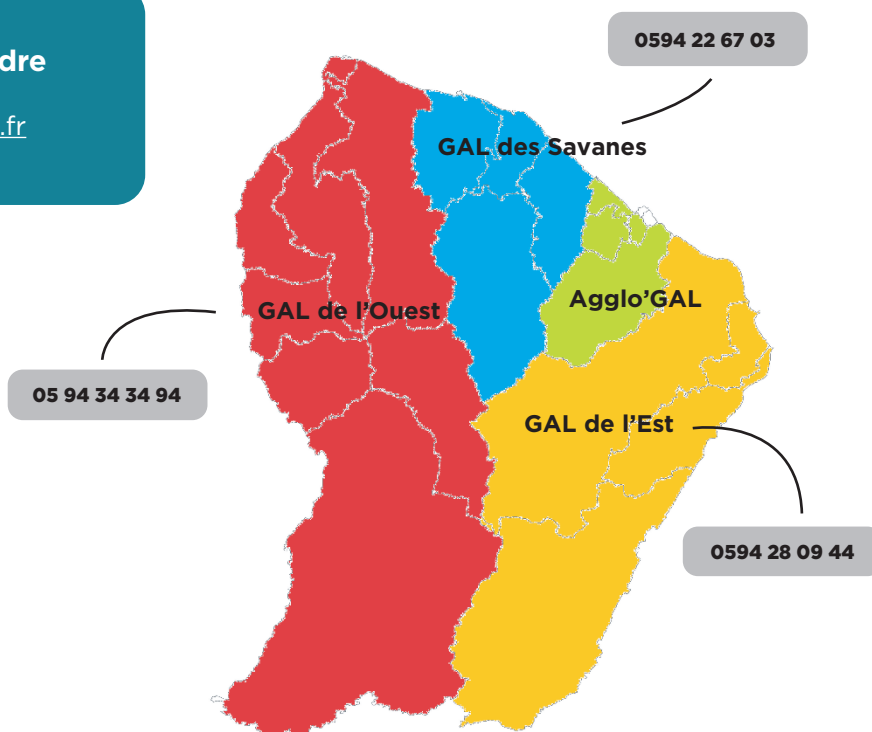 dre
.fr
0594 22 67 03
GAL des Savanes
Agglo'GAL
GAL de l'Ouest
05 94 34 34 94
GAL de l'Est
0594 28 09 44